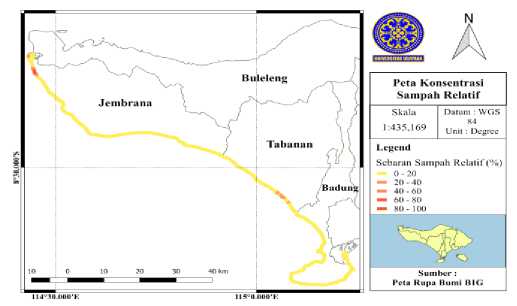 Buleleng
Jembrana
Tabanan
Badung
8°30.000'S
10 0 10 20 30 40 km
114°30.000'E
115°0.000'E
UNIVERSITAS UDAYANA
N
Peta Konsentrasi
Sampah Relatif
Skala
1:435,169
Datum : WGS
84
Unit : Degree
Legend
Sebaran Sampah Relatif (%)
0 - 20
20 - 40
40 - 60
60 - 80
80 - 100
Sumber :
Peta Rupa Bumi BIG